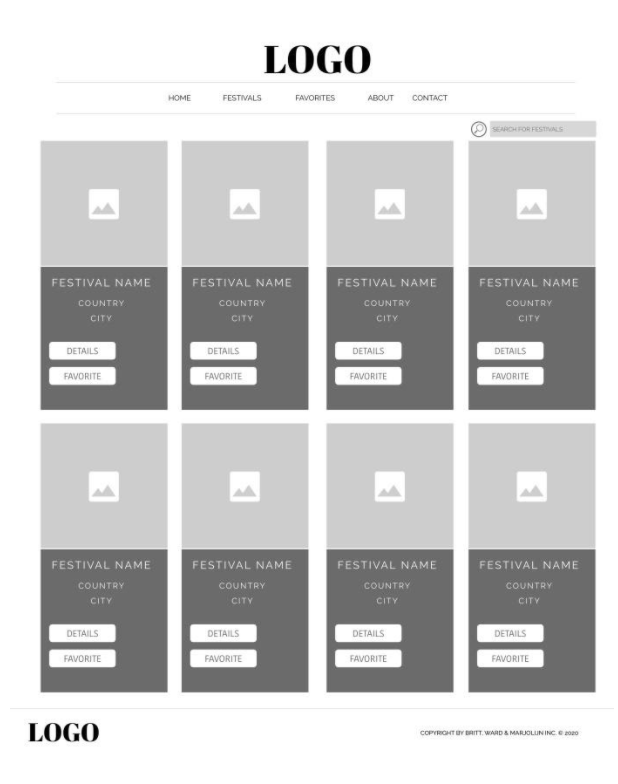 LOGO
HOME FESTIVALS FAVORITES ABOUT CONTACT
SEARCH FOR FESTIVALS
FESTIVAL NAME FESTIVAL NAME FESTIVAL NAME FESTIVAL NAME
COUNTRY COUNTRY COUNTRY COUNTRY
CITY CITY CITY CITY
DETAILS DETAILS DETAILS DETAILS
FAVORITE FAVORITE FAVORITE FAVORITE
FESTIVAL NAME FESTIVAL NAME FESTIVAL NAME FESTIVAL NAME
COUNTRY COUNTRY COUNTRY COUNTRY
CITY CITY CITY CITY
DETAILS DETAILS DETAILS DETAILS
FAVORITE FAVORITE FAVORITE FAVORITE
LOGO
COPYRIGHT BY BRITT, WARD & MARJOLIJN INC. © 2020